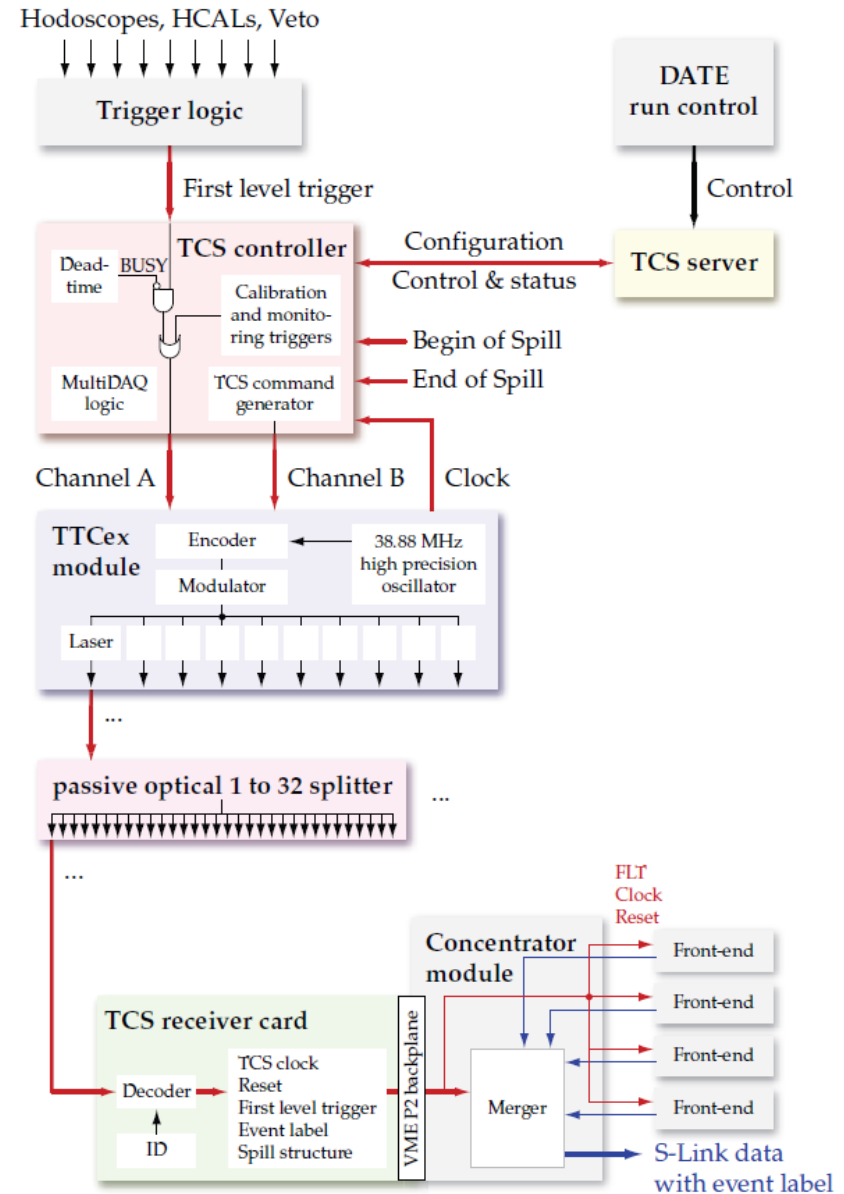 Hodoscopes, HCALs, Veto
Trigger logic
DATE
run control
First level trigger
Control
TCS controller
Dead-
time
BUSY
Calibration
and monito-
ring triggers
MultiDAQ
logic
TCS command
generator
Configuration
Control & status
TCS server
Begin of Spill
End of Spill
Channel A
Channel B
Clock
TTCex
module
Encoder
Modulator
38.88 MHz
high precision
oscillator
Laser
...
passive optical 1 to 32 splitter
...
...
FLT
Clock
Reset
Concentrator
module
Front-end
Front-end
Front-end
Front-end
TCS receiver card
Decoder
ID
TCS clock
Reset
First level trigger
Event label
Spill structure
VME P2 backplane
Merger
S-Link data
with event label